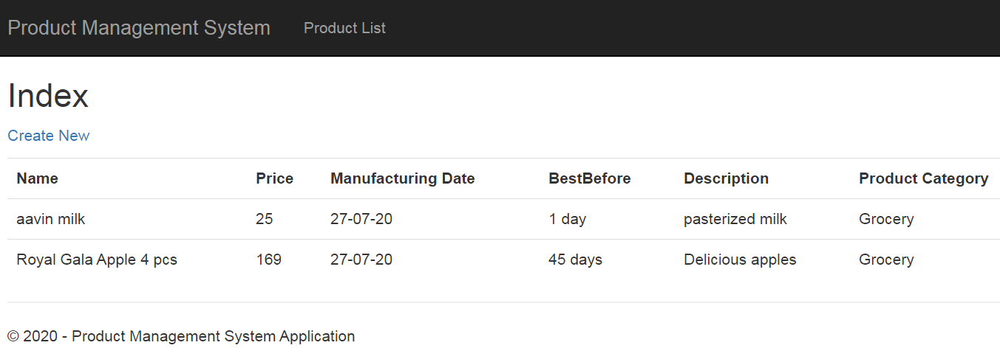 Product Management System Product List
Index
Create New
Name Price Manufacturing Date BestBefore Description Product Category
aavin milk 25 27-07-20 1 day pasterized milk Grocery
Royal Gala Apple 4 pcs 169 27-07-20 45 days Delicious apples Grocery
© 2020 - Product Management System Application